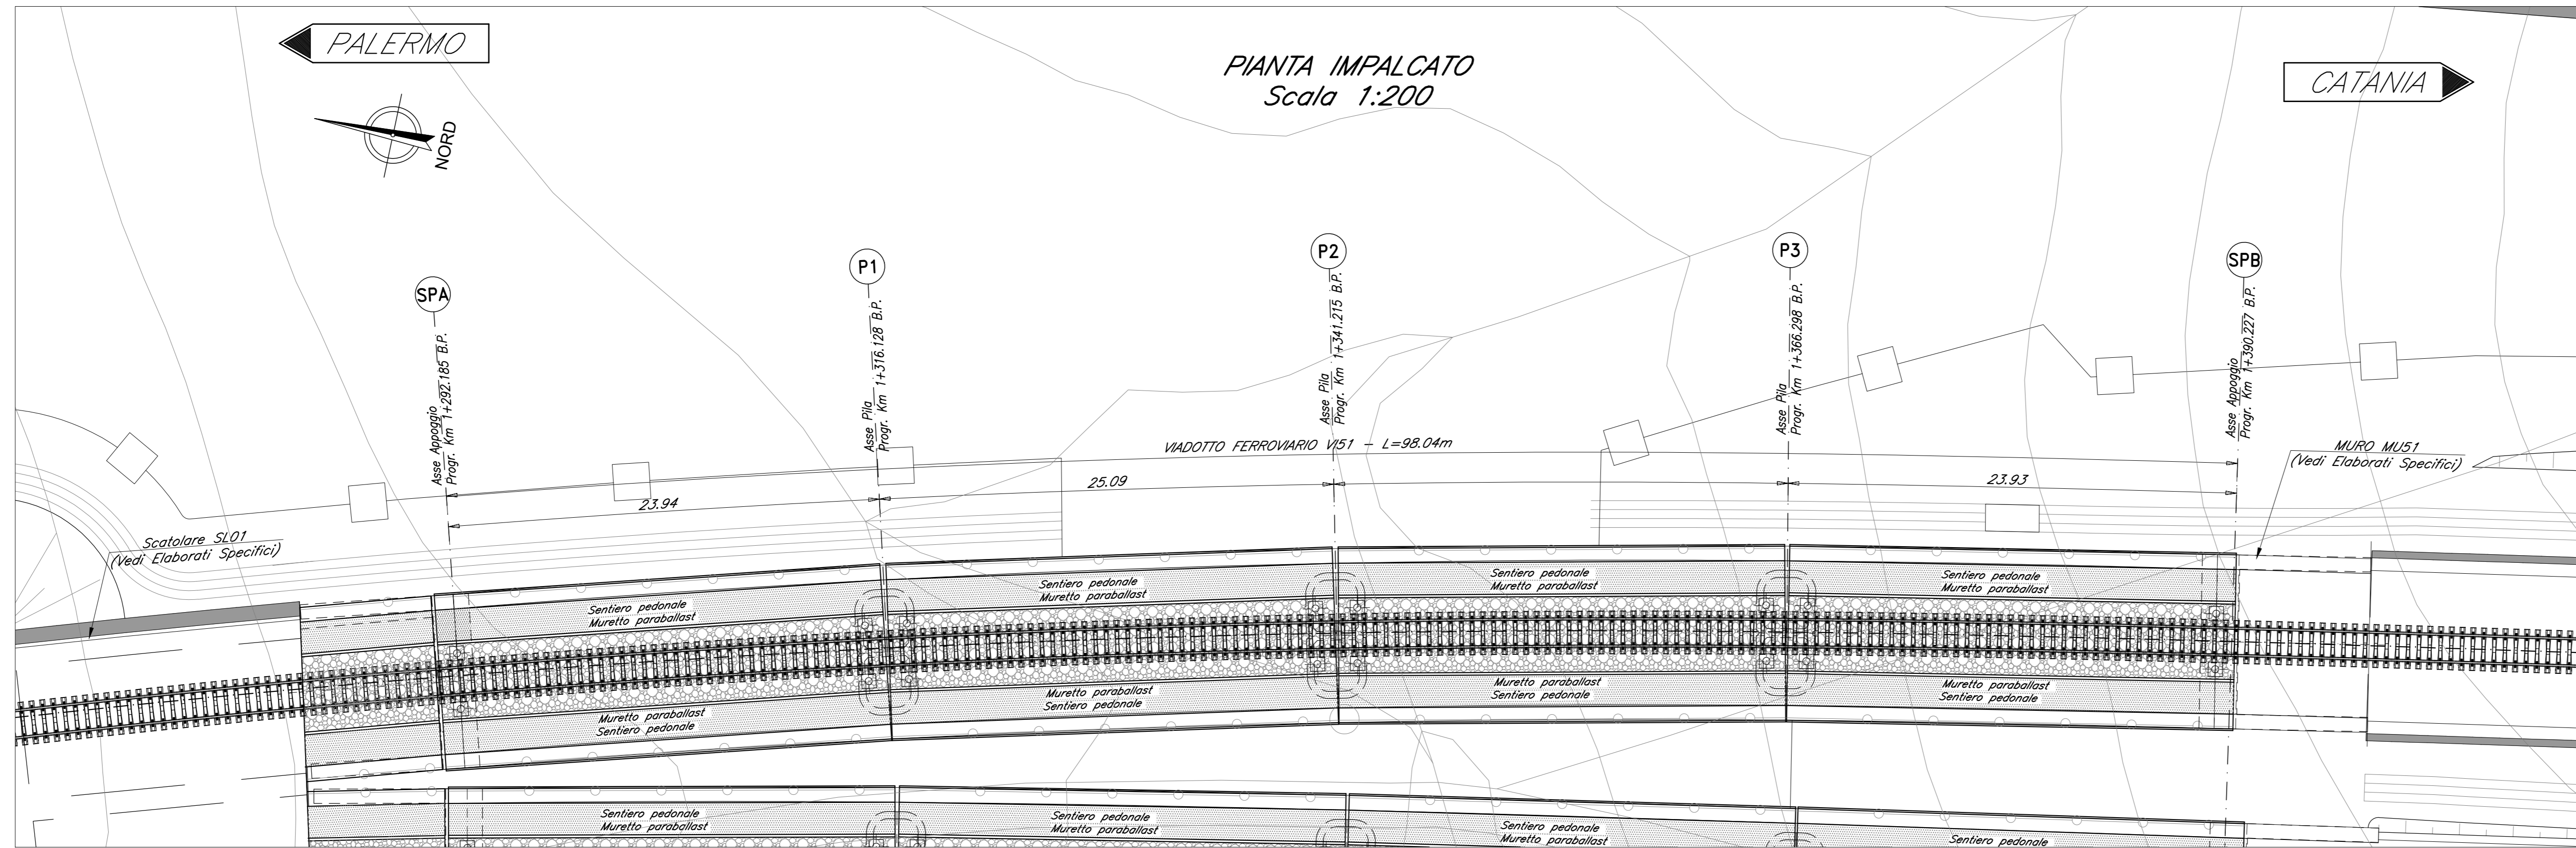 PALERMO
NORD
PIANTA IMPALCATO
Scala 1:200
CATANIA
SPA
P1
P2
P3
SPB
Asse Appoggio
Progr. Km 1+292.185 B.P.
Asse Pila
Progr. Km 1+316.128 B.P.
Asse Pila
Progr. Km 1+341.215 B.P.
Asse Pila
Progr. Km 1+366.298 B.P.
Asse Appoggio
Progr. Km 1+390.227 B.P.
VIADOTTO FERROVIARIO VI51 - L=98.04m
MURO MU51
(Vedi Elaborati Specifici)
23.94
25.09
23.93
Scatolare SL01
(Vedi Elaborati Specifici)
Sentiero pedonale
Muretto paraballast
Sentiero pedonale
Muretto paraballast
Sentiero pedonale
Muretto paraballast
Sentiero pedonale
Muretto paraballast
Muretto paraballast
Sentiero pedonale
Muretto paraballast
Sentiero pedonale
Muretto paraballast
Sentiero pedonale
Muretto paraballast
Sentiero pedonale
Sentiero pedonale
Muretto paraballast
Sentiero pedonale
Muretto paraballast
Sentiero pedonale
Muretto paraballast
Sentiero pedonale